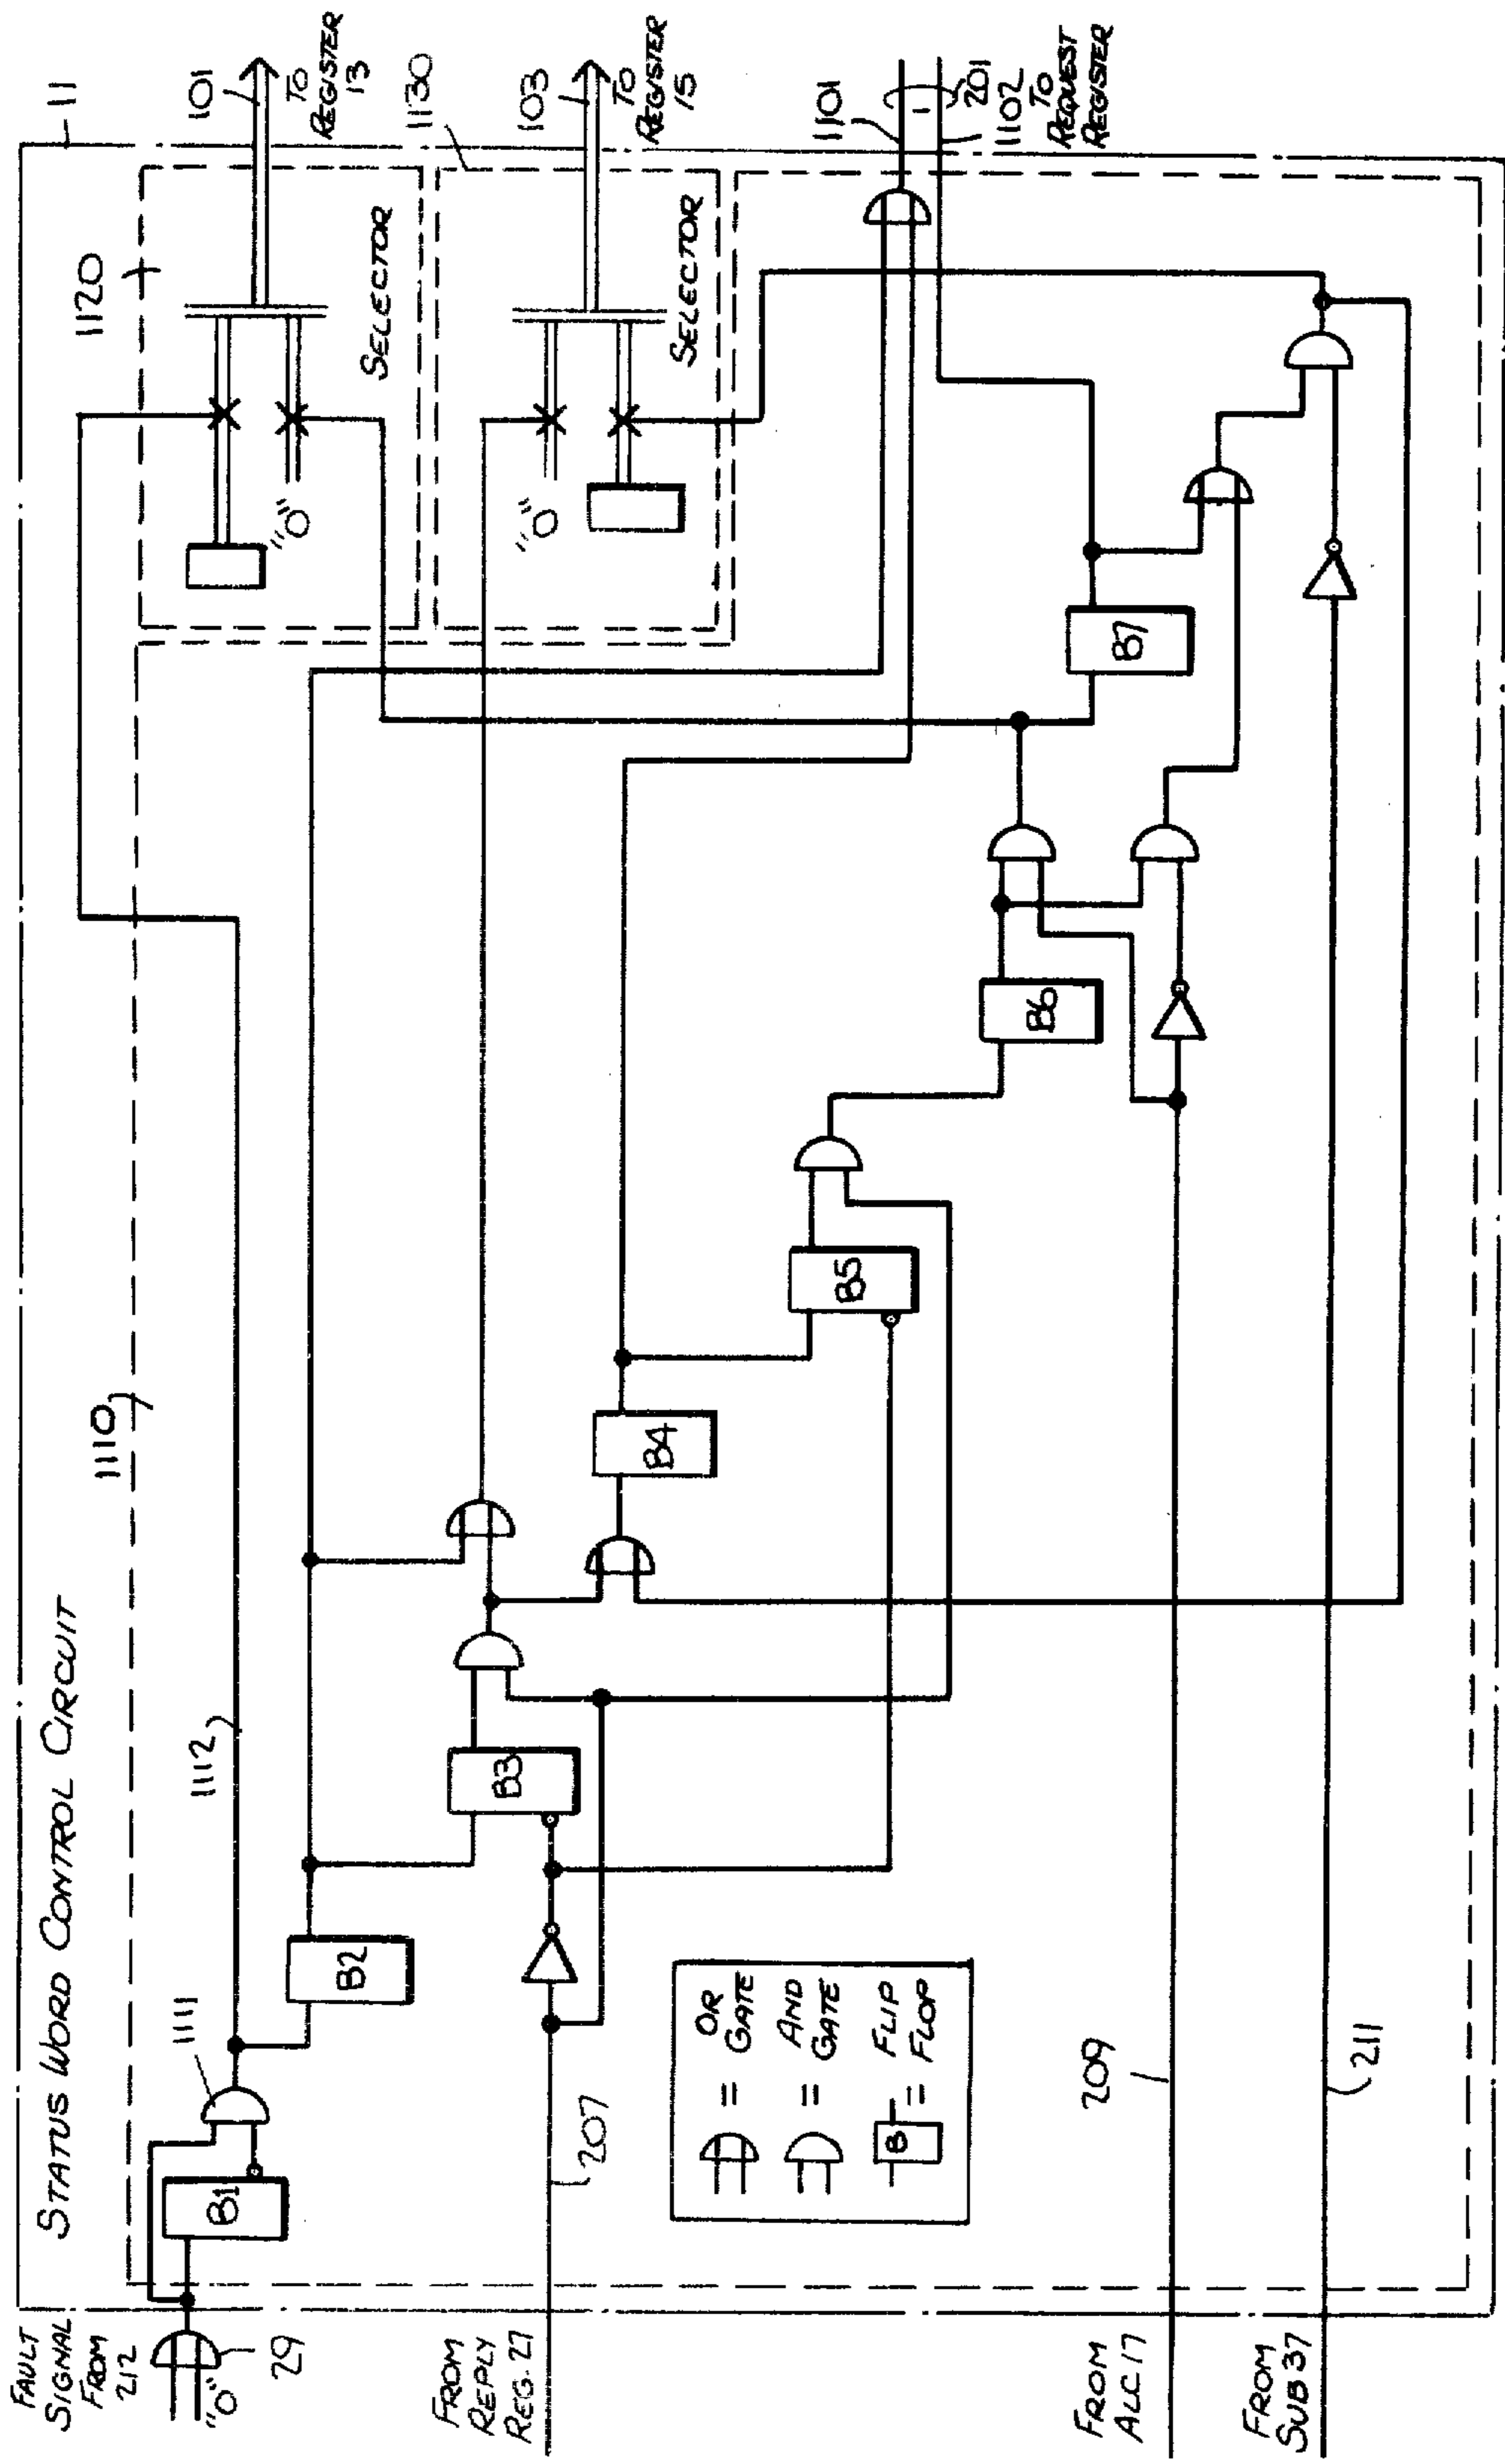 STATUS WORD CONTROL CIRCUIT
FAULT
SIGNAL
FROM
212
"O"
29
FROM
REPLY
REG. 27
207
FROM
ALC 17
209
FROM
SUB 37
211
1110
1111
1112
B1
B2
B3
B4
B5
B6
B7
= OR
GATE
= AND
GATE
B
= FLIP
FLOP
1120
"O"
SELECTOR
"O"
SELECTOR
11
101
TO
REGISTER
13
1130
103
TO
REGISTER
15
1101
201
1102
TO
REQUEST
REGISTER